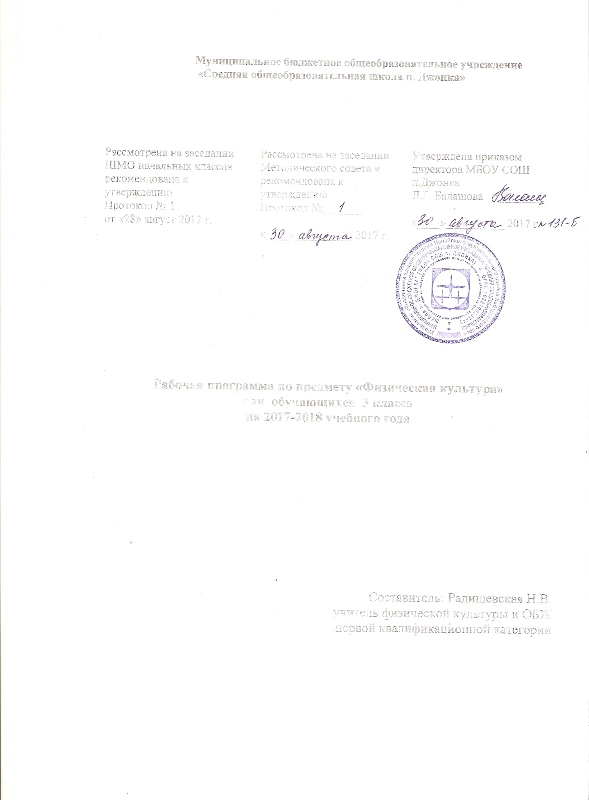 Муниципальное бюджетное общеобразовательное учреждение
«Средняя общеобразовательная школа п. Джонка»
Рассмотрена на заседании
ШМО начальных классов
рекомендована к
утверждению
Протокол № 1
от «28» август 2017 г.
Рассмотрена на заседании
Методического совета и
рекомендована к
утверждению
Протокол № 1
« 30 августа 2017 г.
Утверждена приказом
директора МБОУ СОШ
п.Джонка
Балашова
« 30 » августа 2017 г № 131-Б
Рабочая программа по предмету «Физическая культура»
для обучающихся 3 класса
на 2017-2018 учебного года
Составитель: Радишевская Н.В.
учитель физической культуры и ОБЖ
первой квалификационной категории